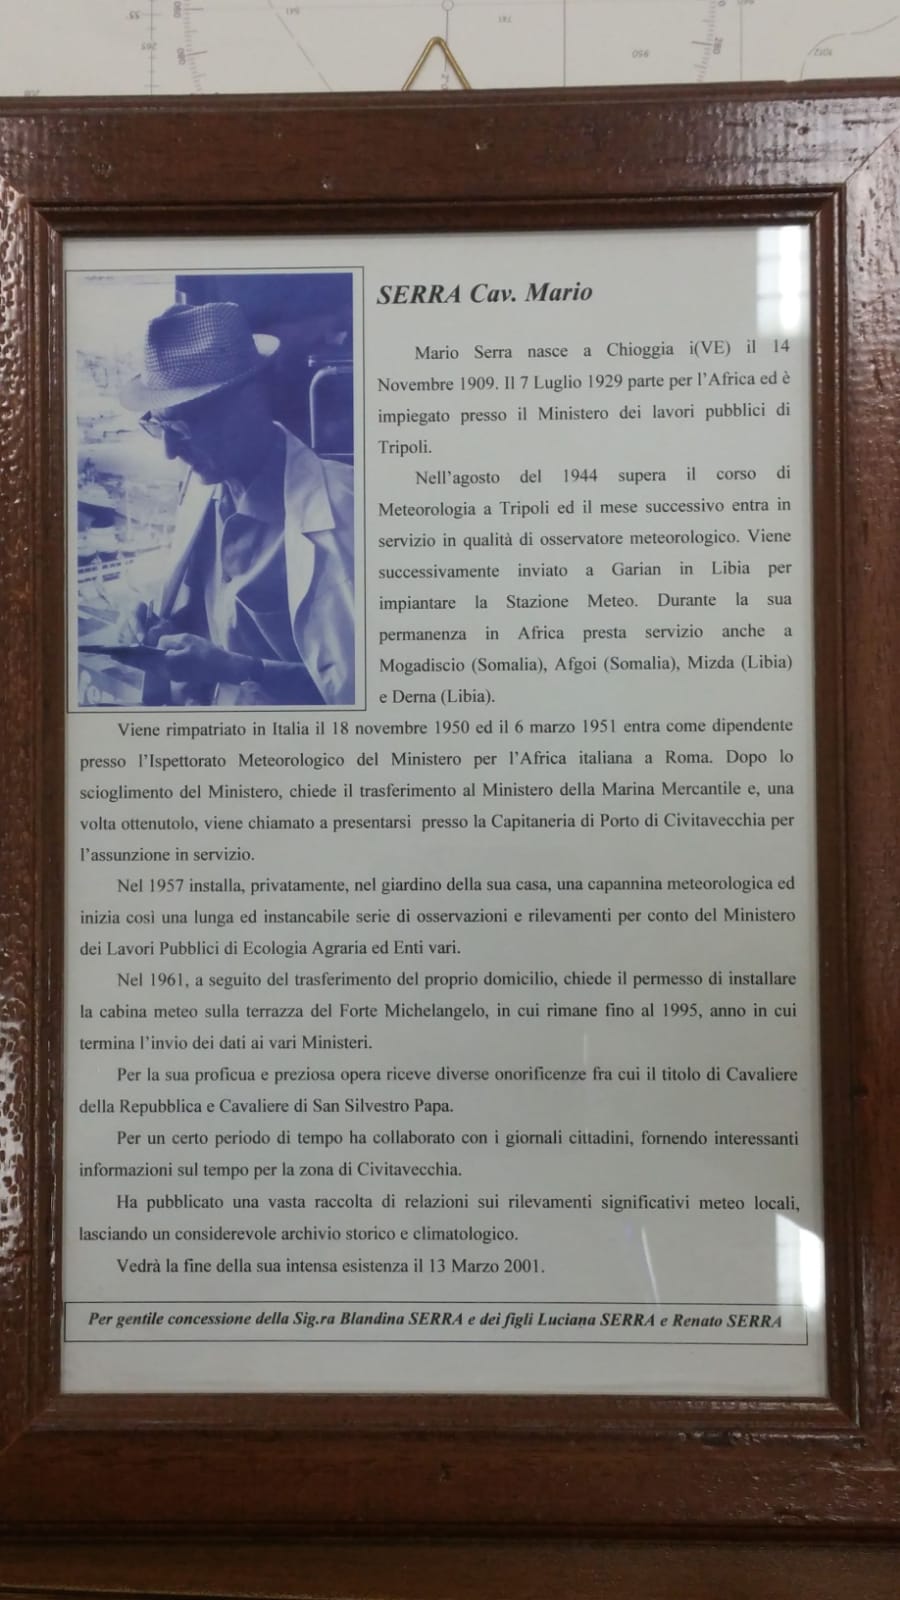 SERRA Cav. Mario
Mario Serra nasce a Chioggia i(VE) il 14
Novembre 1909. Il 7 Luglio 1929 parte per l'Africa ed è
impiegato presso il Ministero dei lavori pubblici di
Tripoli.
Nell'agosto del 1944 supera il corso di
Meteorologia a Tripoli ed il mese successivo entra in
servizio in qualità di osservatore meteorologico. Viene
successivamente inviato a Garian in Libia per
impiantare la Stazione Meteo. Durante la sua
permanenza in Africa presta servizio anche a
Mogadiscio (Somalia), Afgoi (Somalia), Mizda (Libia)
e Derna (Libia).
Viene rimpatriato in Italia il 18 novembre 1950 ed il 6 marzo 1951 entra come dipendente
presso l'Ispettorato Meteorologico del Ministero per l'Africa italiana a Roma. Dopo lo
scioglimento del Ministero, chiede il trasferimento al Ministero della Marina Mercantile e, una
volta ottenutolo, viene chiamato a presentarsi presso la Capitaneria di Porto di Civitavecchia per
l'assunzione in servizio.
Nel 1957 installa, privatamente, nel giardino della sua casa, una capannina meteorologica ed
inizia così una lunga ed instancabile serie di osservazioni e rilevamenti per conto del Ministero
dei Lavori Pubblici di Ecologia Agraria ed Enti vari.
Nel 1961, a seguito del trasferimento del proprio domicilio, chiede il permesso di installare
la cabina meteo sulla terrazza del Forte Michelangelo, in cui rimane fino al 1995, anno in cui
termina l'invio dei dati ai vari Ministeri.
Per la sua proficua e preziosa opera riceve diverse onorificenze fra cui il titolo di Cavaliere
della Repubblica e Cavaliere di San Silvestro Papa.
Per un certo periodo di tempo ha collaborato con i giornali cittadini, fornendo interessanti
informazioni sul tempo per la zona di Civitavecchia.
Ha pubblicato una vasta raccolta di relazioni sui rilevamenti significativi meteo locali,
lasciando un considerevole archivio storico e climatologico.
Vedrà la fine della sua intensa esistenza il 13 Marzo 2001.
Per gentile concessione della Sig.ra Blandina SERRA e dei figli Luciana SERRA e Renato SERRA